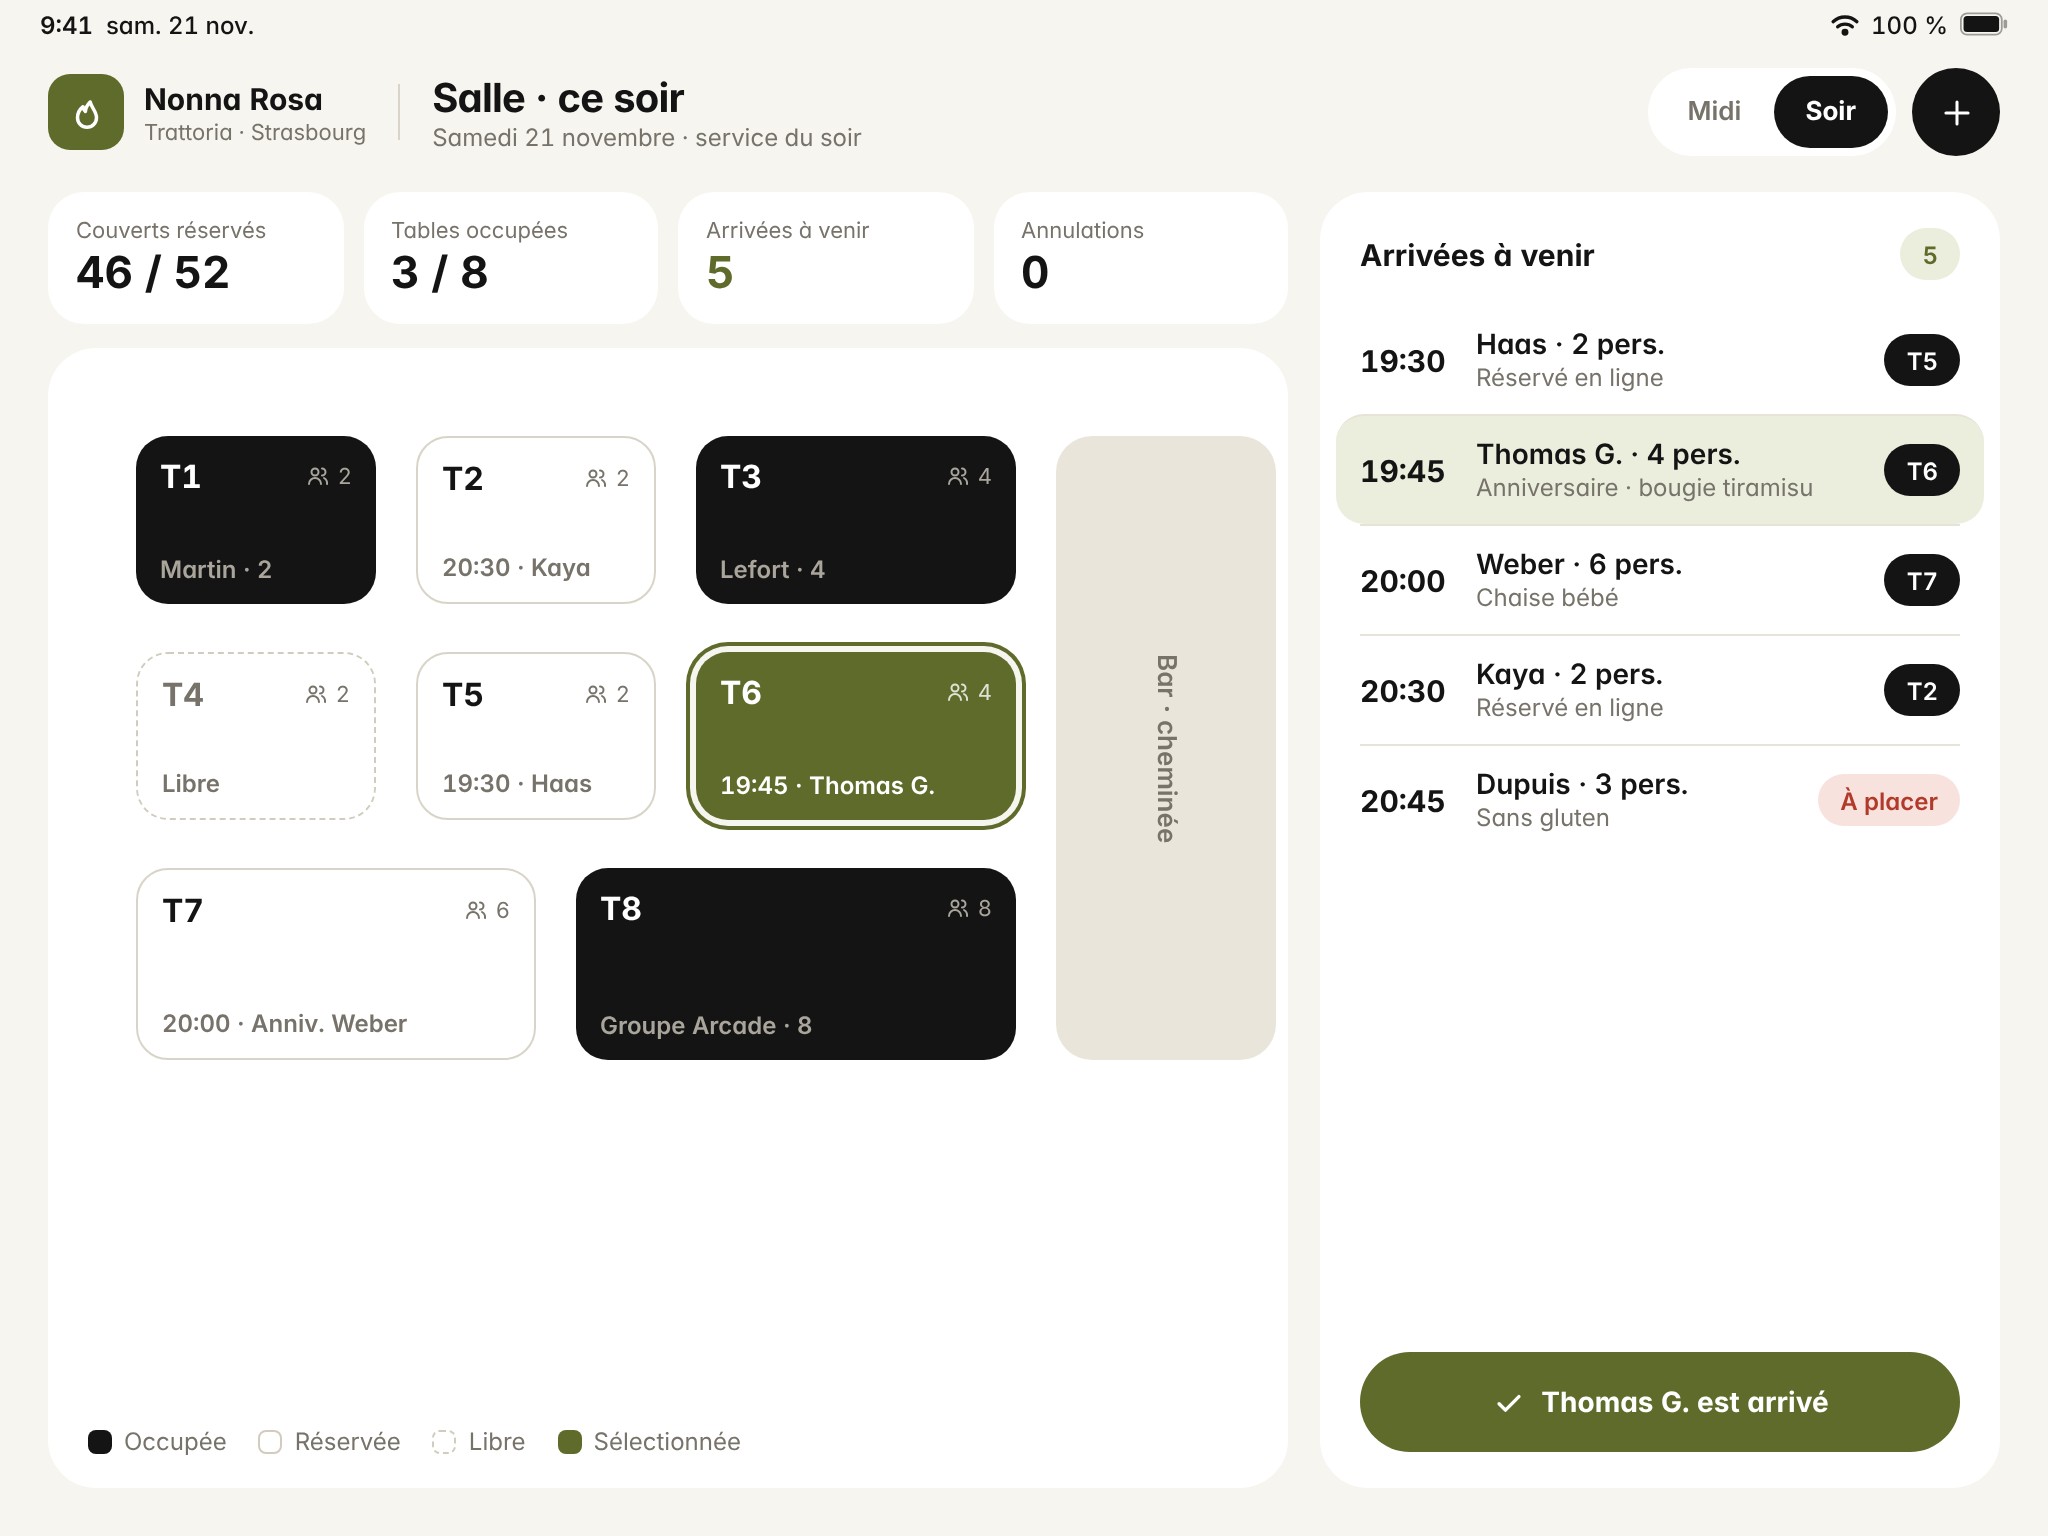 9:41 sam. 21 nov.
100 %
Nonna Rosa
Trattoria · Strasbourg
Salle · ce soir
Samedi 21 novembre · service du soir
Midi
Soir
Couverts réservés
46 / 52
Tables occupées
3 / 8
Arrivées à venir
5
Annulations
0
T1 2
Martin · 2
T2 2
20:30 · Kaya
T3 4
Lefort · 4
T4 2
Libre
T5 2
19:30 · Haas
T6 4
19:45 · Thomas G.
T7 6
20:00 · Anniv. Weber
T8 8
Groupe Arcade · 8
Bar · cheminée
Occupée
Réservée
Libre
Sélectionnée
Arrivées à venir
5
19:30
Haas · 2 pers.
Réservé en ligne
T5
19:45
Thomas G. · 4 pers.
Anniversaire · bougie tiramisu
T6
20:00
Weber · 6 pers.
Chaise bébé
T7
20:30
Kaya · 2 pers.
Réservé en ligne
T2
20:45
Dupuis · 3 pers.
Sans gluten
À placer
Thomas G. est arrivé